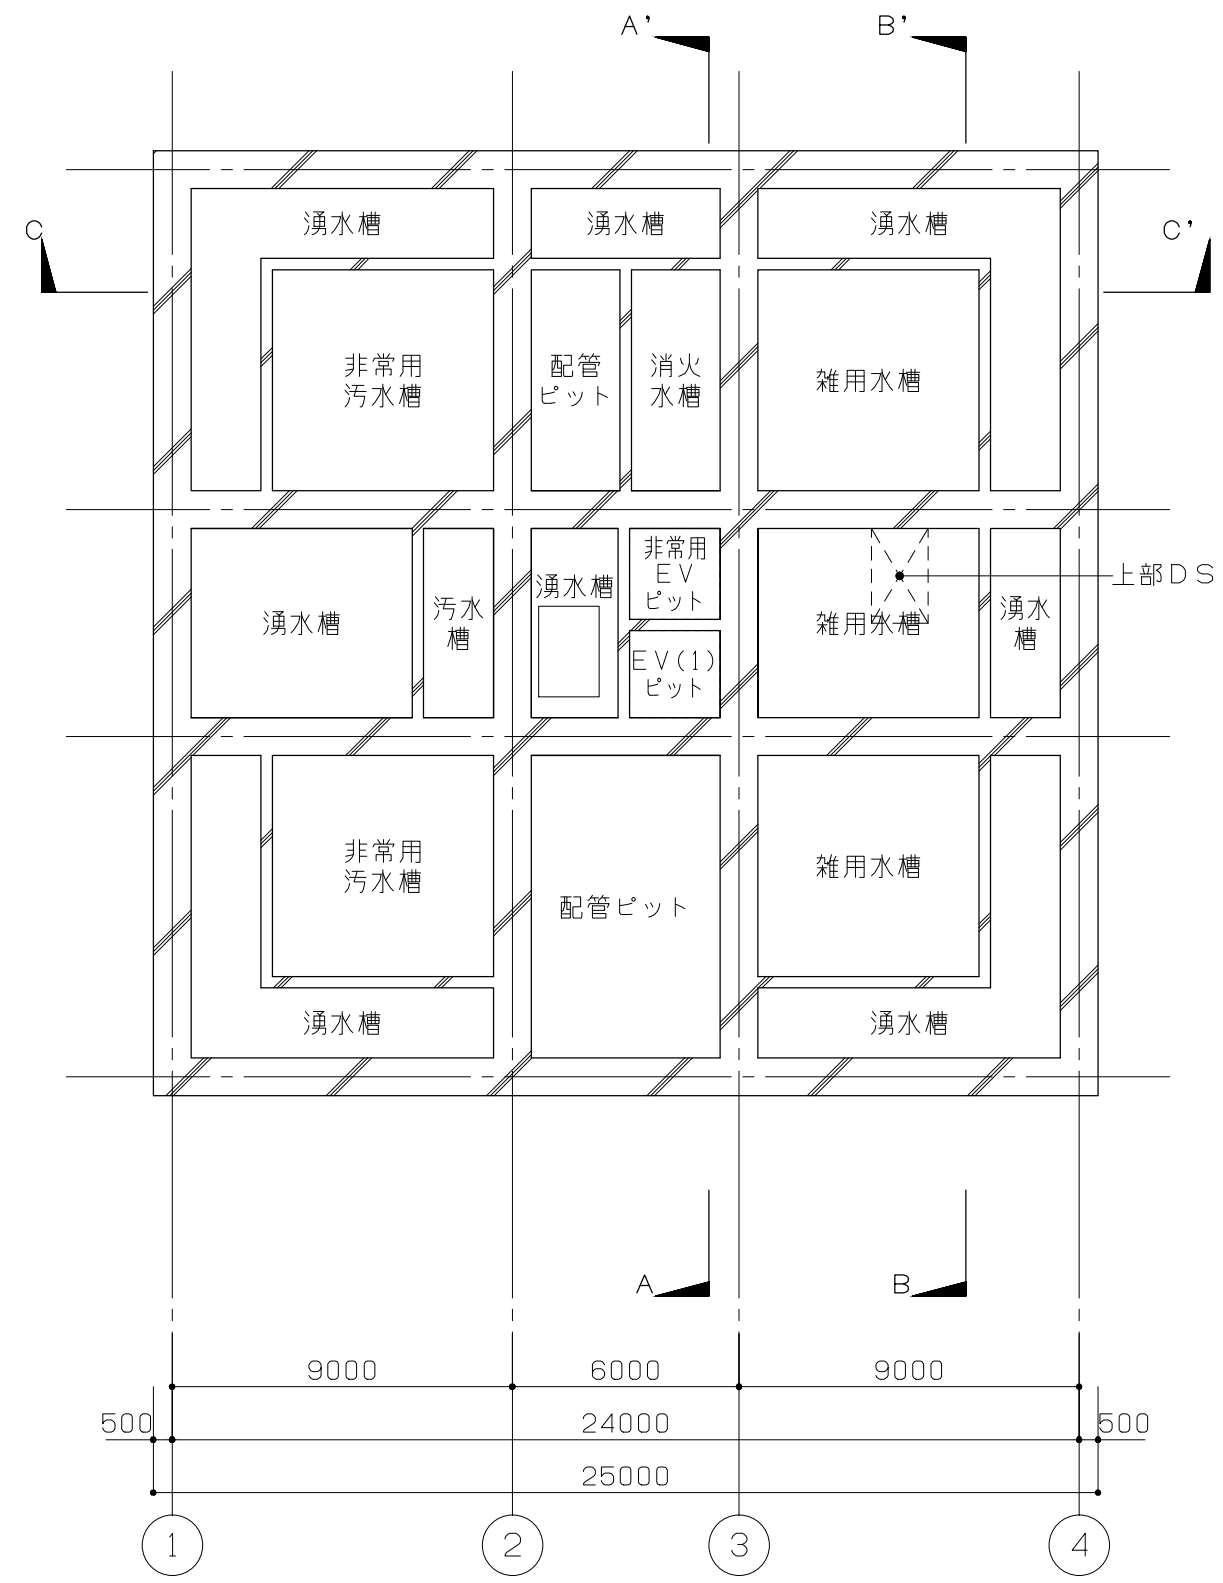 A' B'
C C'
湧水槽 湧水槽 湧水槽
非常用
汚水槽
配管
ピット
消火
水槽
雑用水槽
湧水槽
汚水
槽
湧水槽
非常用
EV
ピット
EV(1)
ピット
雑用水槽
湧水
槽
上部DS
非常用
汚水槽
配管ピット
雑用水槽
湧水槽 湧水槽
A B
9000 6000 9000
500 24000 500
25000
1 2 3 4